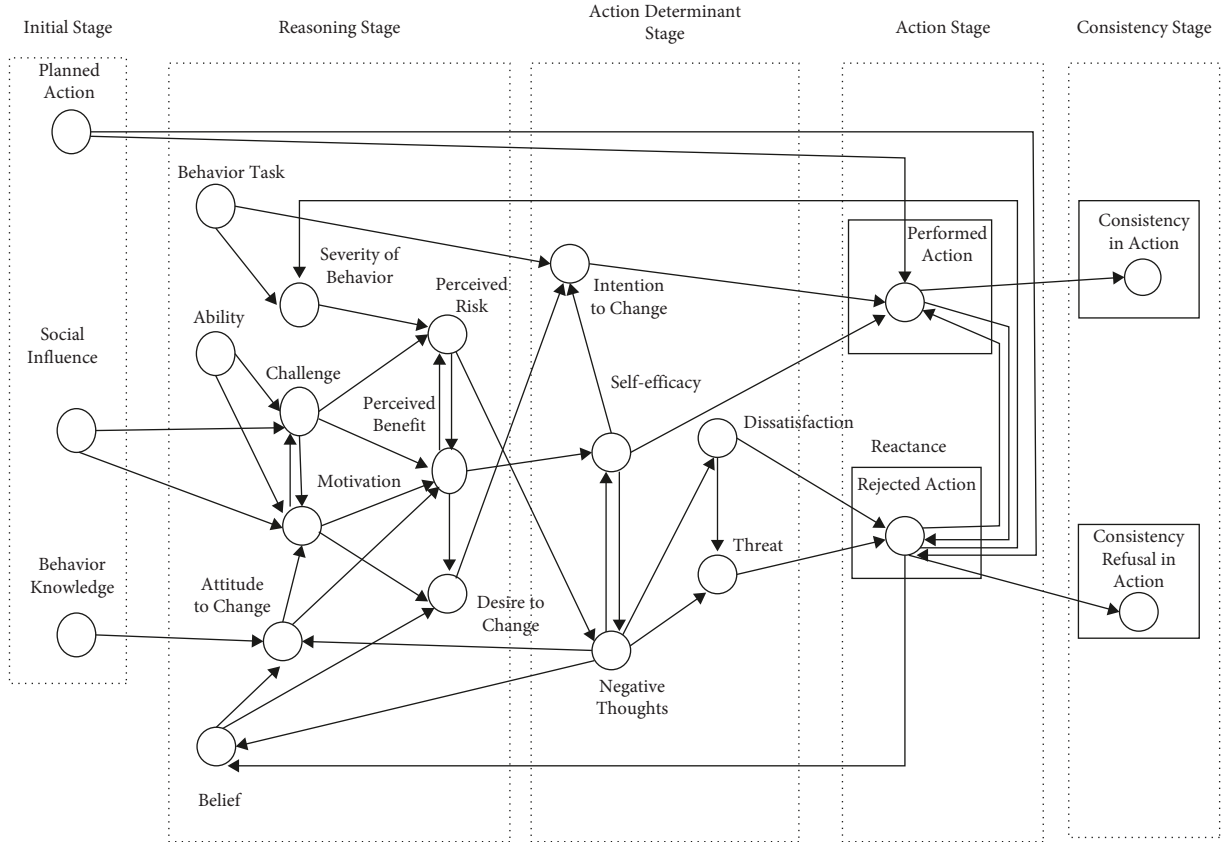 Initial Stage
Reasoning Stage
Action Determinant
Stage
Action Stage
Consistency Stage
Planned
Action
Behavior Task
Severity of
Behavior
Perceived
Risk
Intention
to Change
Performed
Action
Consistency
in Action
Social
Influence
Ability
Challenge
Perceived
Benefit
Self-efficacy
Dissatisfaction
Reactance
Motivation
Rejected Action
Behavior
Knowledge
Attitude
to Change
Desire to
Change
Threat
Consistency
Refusal in
Action
Negative
Thoughts
Belief